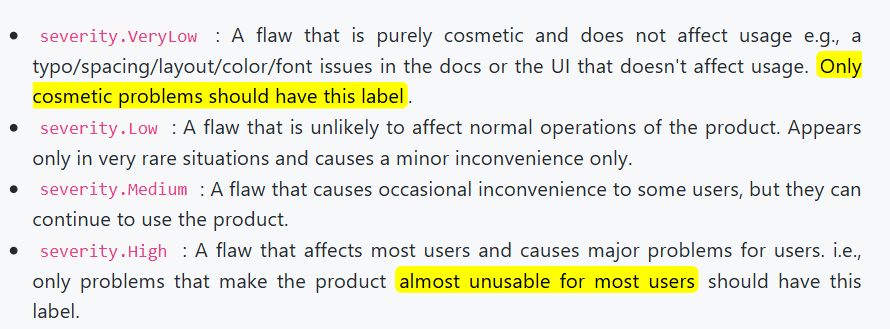 severity.VeryLow : A flaw that is purely cosmetic and does not affect usage e.g., a
typo/spacing/layout/color/font issues in the docs or the UI that doesn't affect usage. Only
cosmetic problems should have this label.
severity.Low : A flaw that is unlikely to affect normal operations of the product. Appears
only in very rare situations and causes a minor inconvenience only.
severity.Medium : A flaw that causes occasional inconvenience to some users, but they can
continue to use the product.
severity.High : A flaw that affects most users and causes major problems for users. i.e.,
only problems that make the product almost unusable for most users should have this
label.